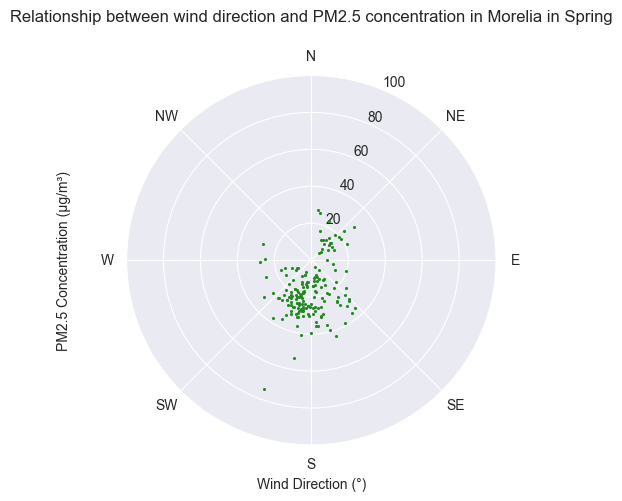 Relationship between wind direction and PM2.5 concentration in Morelia in Spring
N
NW
NE
100
80
60
40
20
W
E
PM2.5 Concentration (µg/m³)
SW
SE
S
Wind Direction (°)